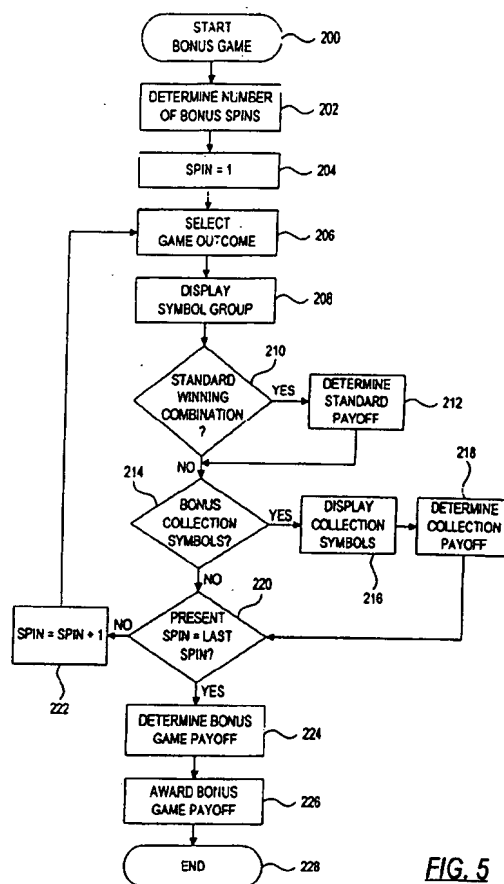 START
BONUS GAME
200
DETERMINE NUMBER
OF BONUS SPINS
202
SPIN = 1
204
SELECT
GAME OUTCOME
206
DISPLAY
SYMBOL GROUP
208
210
STANDARD
WINNING
COMBINATION
?
YES
DETERMINE
STANDARD
PAYOFF
212
NO
214
BONUS
COLLECTION
SYMBOLS?
YES
DISPLAY
COLLECTION
SYMBOLS
216
218
DETERMINE
COLLECTION
PAYOFF
NO
220
PRESENT
SPIN = LAST
SPIN?
NO
SPIN = SPIN + 1
222
YES
DETERMINE BONUS
GAME PAYOFF
224
AWARD BONUS
GAME PAYOFF
226
END
228
FIG. 5